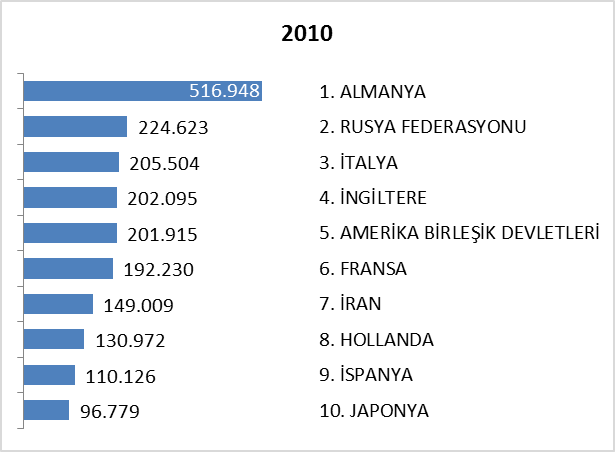 2010
516.948 1. ALMANYA
224.623 2. RUSYA FEDERASYONU
205.504 3. İTALYA
202.095 4. İNGİLTERE
201.915 5. AMERİKA BİRLEŞİK DEVLETLERİ
192.230 6. FRANSA
149.009 7. İRAN
130.972 8. HOLLANDA
110.126 9. İSPANYA
96.779 10. JAPONYA